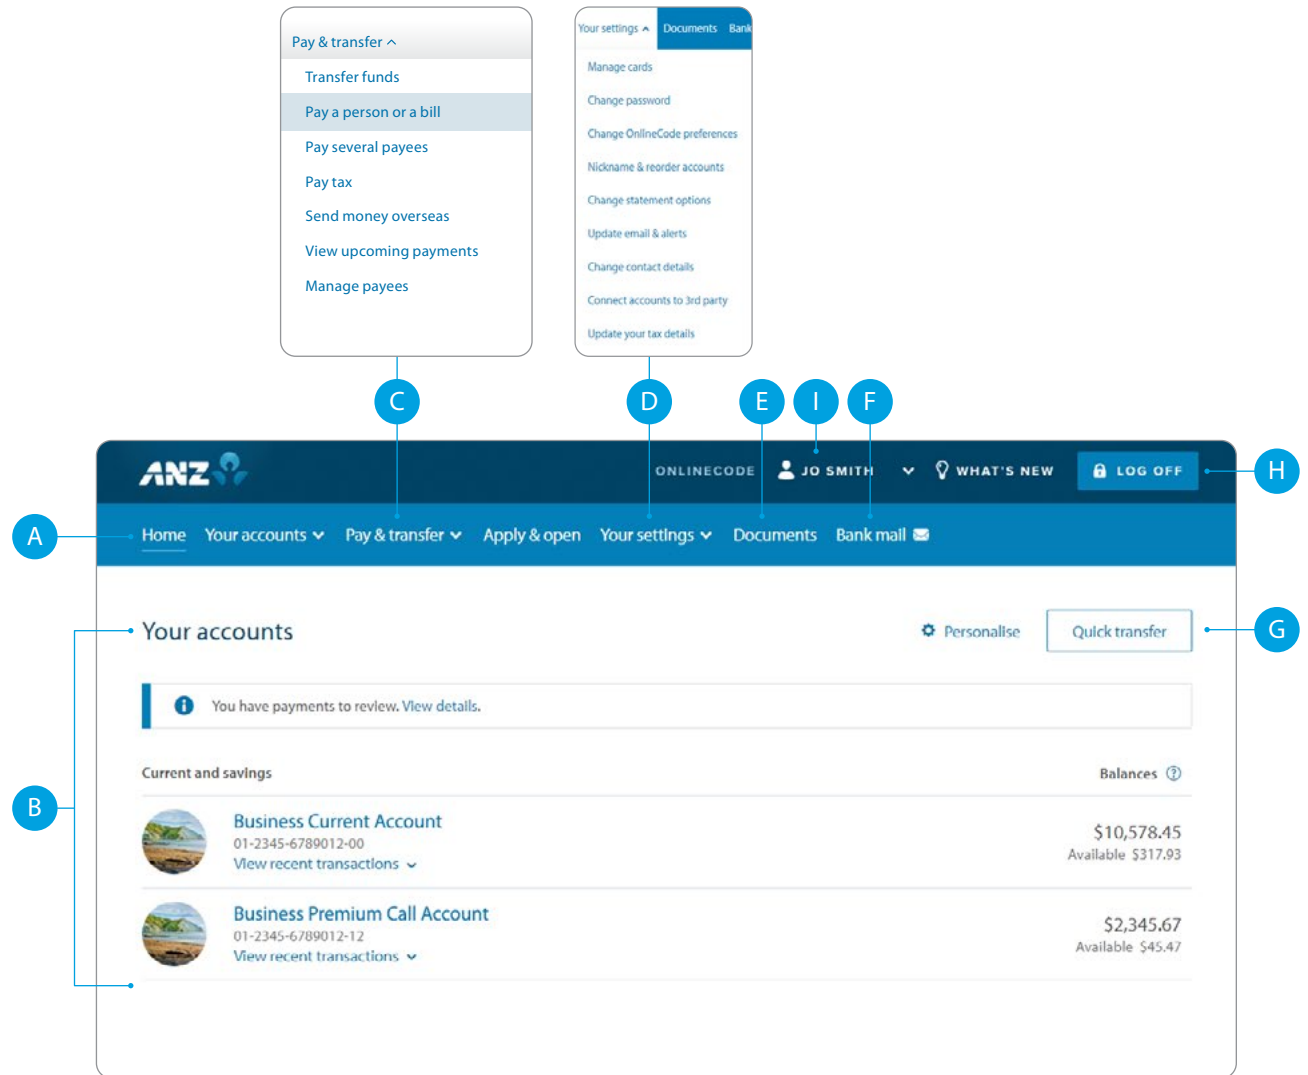 Pay & transfer
Transfer funds
Pay a person or a bill
Pay several payees
Pay tax
Send money overseas
View upcoming payments
Manage payees
Your settings Documents Bank
Manage cards
Change password
Change OnlineCode preferences
Nickname & reorder accounts
Change statement options
Update email & alerts
Change contact details
Connect accounts to 3rd party
Update your tax details
C D E I F
ANZ ONLINECODE JO SMITH WHAT'S NEW LOG OFF H
A Home Your accounts Pay & transfer Apply & open Your settings Documents Bank mail
Your accounts Personalise Quick transfer G
You have payments to review. View details.
Current and savings Balances ?
B
Business Current Account $10,578.45
01-2345-6789012-00 Available $317.93
View recent transactions
Business Premium Call Account $2,345.67
01-2345-6789012-12 Available $45.47
View recent transactions